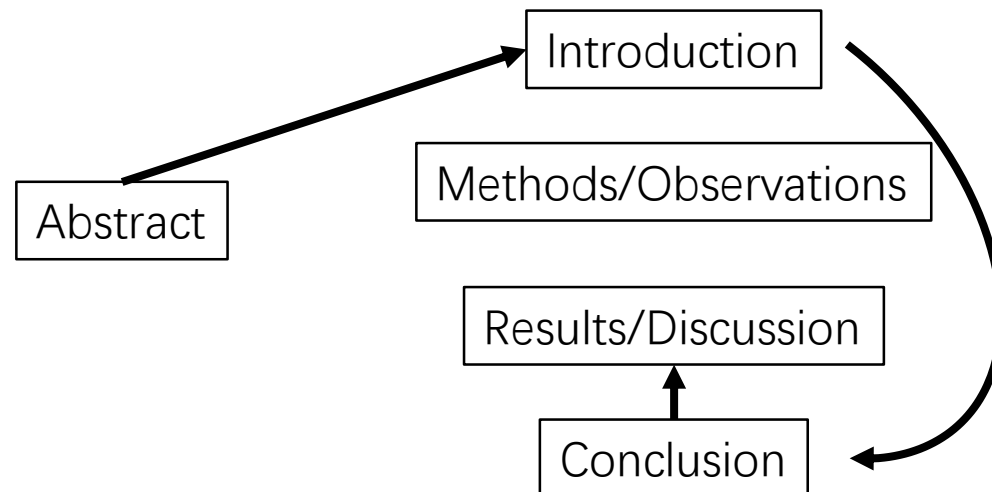 Introduction
Methods/Observations
Abstract
Results/Discussion
Conclusion